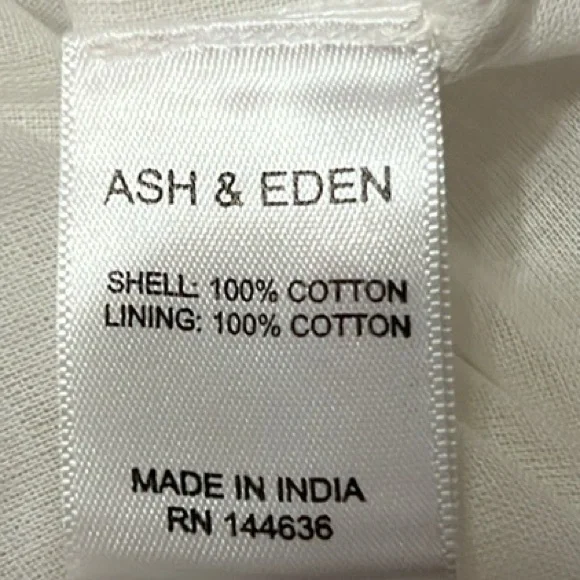 ASH & EDEN
SHELL: 100% COTTON
LINING: 100% COTTON
MADE IN INDIA
RN 144636